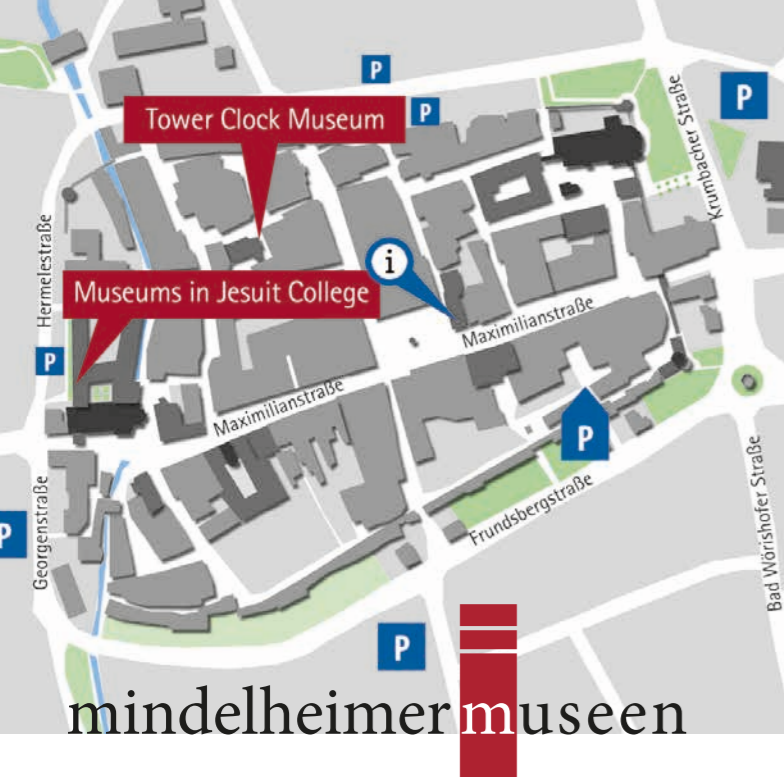 P
P
P
Tower Clock Museum
Krumbacher Straße
Hermelestraße
i
Museums in Jesuit College
Maximilianstraße
P
Maximilianstraße
P
Georgenstraße
P
Frundsbergstraße
Bad Wörishofer Straße
P
mindelheimer museen